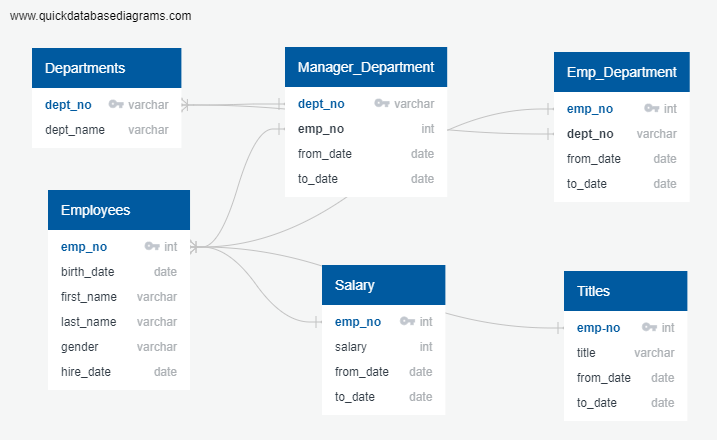 www.quickdatabasediagrams.com
Departments
dept_no varchar
dept_name varchar
Manager_Department
dept_no varchar
emp_no int
from_date date
to_date date
Emp_Department
emp_no int
dept_no varchar
from_date date
to_date date
Employees
emp_no int
birth_date date
first_name varchar
last_name varchar
gender varchar
hire_date date
Salary
emp_no int
salary int
from_date date
to_date date
Titles
emp-no int
title varchar
from_date date
to_date date